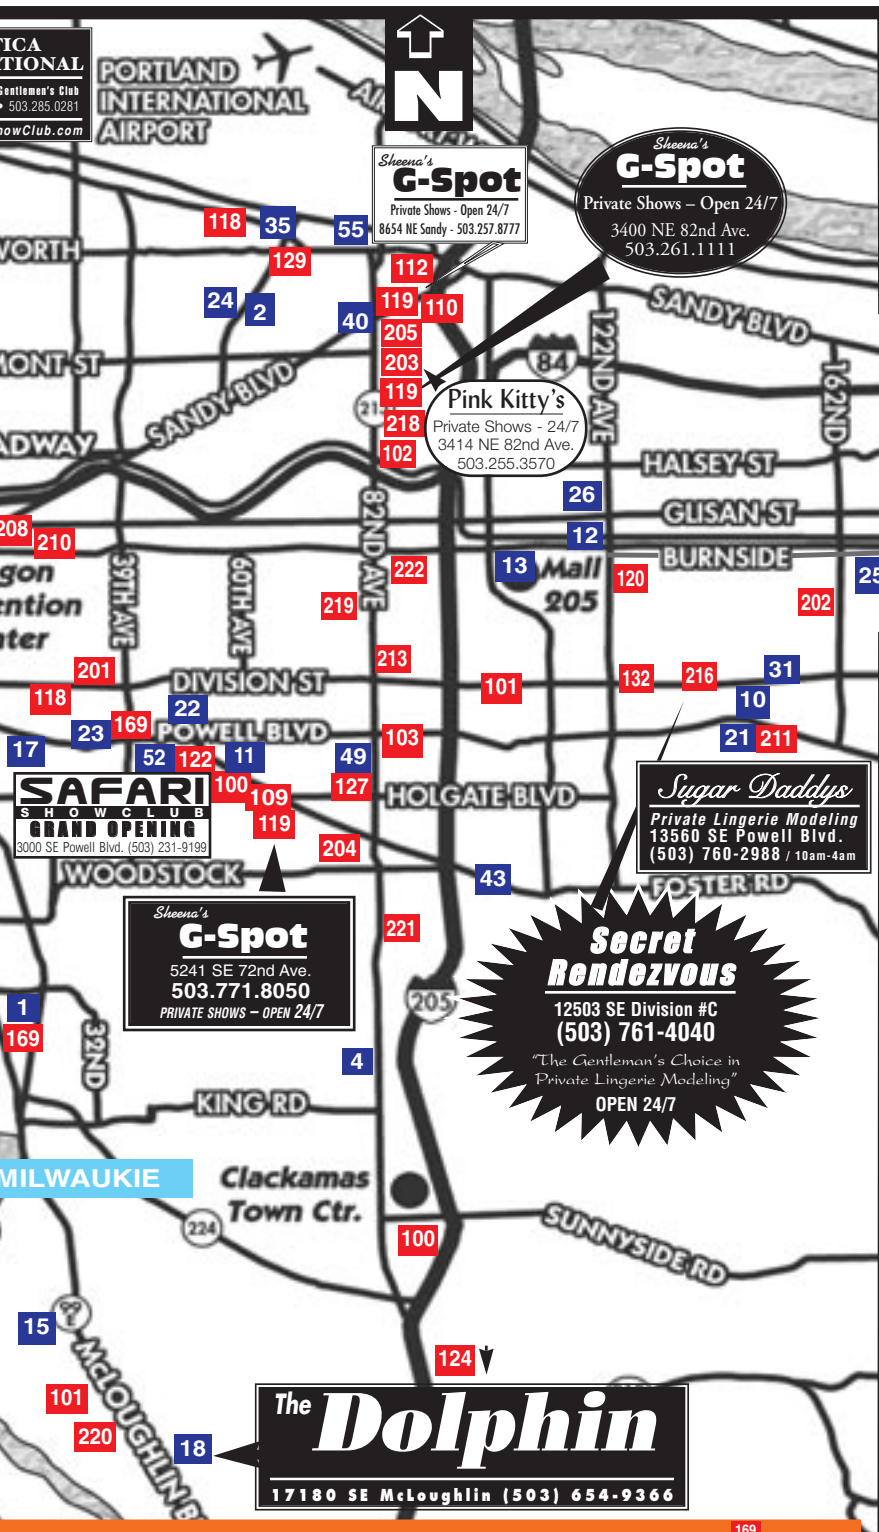 TICA
TIONAL
Gentlemen's Club
• 503.285.0281
howClub.com
PORTLAND
INTERNATIONAL
AIRPORT
N
Sheena's
G-Spot
Private Shows - Open 24/7
8654 NE Sandy - 503.257.8777
Sheena's
G-Spot
Private Shows – Open 24/7
3400 NE 82nd Ave.
503.261.1111
118
35
55
WORTH
129
112
24
2
40
119
110
205
203
119
218
102
SANDY BLVD
122ND AVE
84
162ND
MONT ST
SANDY BLVD
213
Pink Kitty's
Private Shows - 24/7
3414 NE 82nd Ave.
503.255.3570
ADWAY
HALSEY ST
26
GLISAN ST
12
BURNSIDE
208
210
82ND AVE
39TH AVE
60TH AVE
gon
ention
nter
222
13
Mall
205
120
25
202
219
213
201
DIVISION ST
101
132
216
31
118
22
10
169
23
POWELL BLVD
103
21
211
17
52
122
11
49
100
109
127
HOLGATE BLVD
119
SAFARI
SHOWCLUB
GRAND OPENING
3000 SE Powell Blvd. (503) 231-9199
Sugar Daddys
Private Lingerie Modeling
13560 SE Powell Blvd.
(503) 760-2988 / 10am-4am
204
WOODSTOCK
43
FOSTER RD
Sheena's
G-Spot
5241 SE 72nd Ave.
503.771.8050
PRIVATE SHOWS – OPEN 24/7
221
205
Secret
Rendezvous
12503 SE Division #C
(503) 761-4040
"The Gentleman's Choice in
Private Lingerie Modeling"
OPEN 24/7
1
169
32ND
4
KING RD
MILWAUKIE
Clackamas
Town Ctr.
224
100
SUNNYSIDE RD
15
99
E
McLOUGHLIN B
124
101
220
18
The
Dolphin
17180 SE McLoughlin (503) 654-9366
169